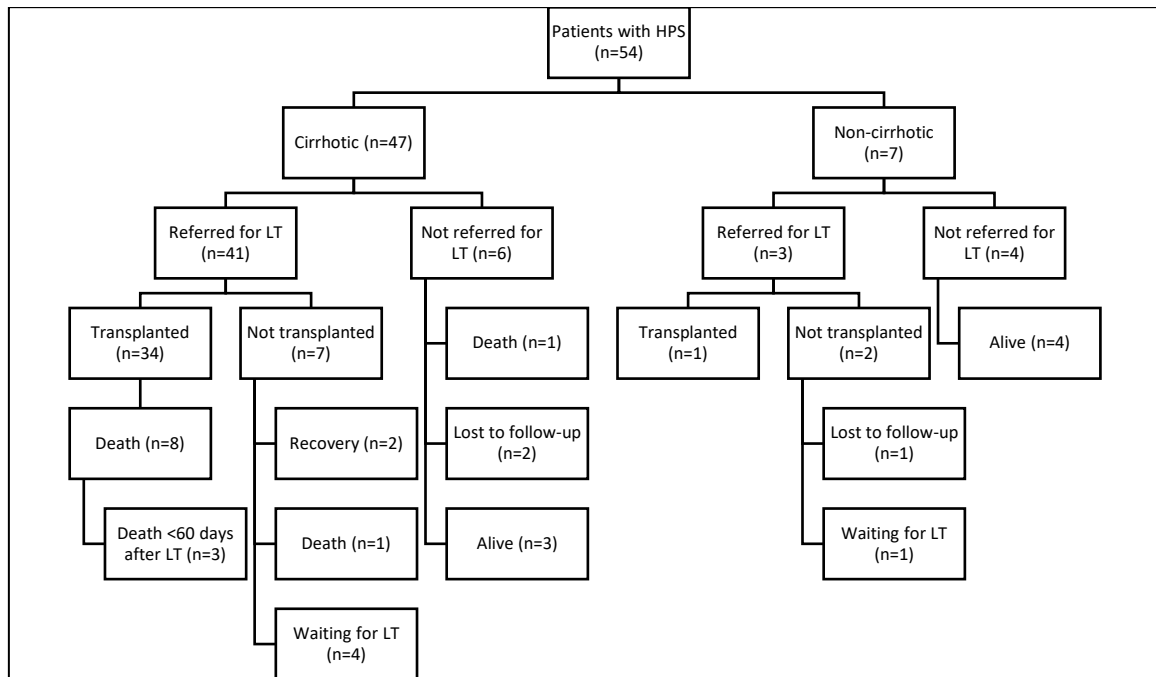 Patients with HPS
(n=54)
Cirrhotic (n=47)
Non-cirrhotic
(n=7)
Referred for LT
(n=41)
Not referred for
LT (n=6)
Referred for LT
(n=3)
Not referred for
LT (n=4)
Transplanted
(n=34)
Not transplanted
(n=7)
Death (n=1)
Transplanted
(n=1)
Not transplanted
(n=2)
Alive (n=4)
Death (n=8)
Recovery (n=2)
Lost to follow-up
(n=2)
Lost to follow-up
(n=1)
Death <60 days
after LT (n=3)
Death (n=1)
Alive (n=3)
Waiting for LT
(n=1)
Waiting for LT
(n=4)